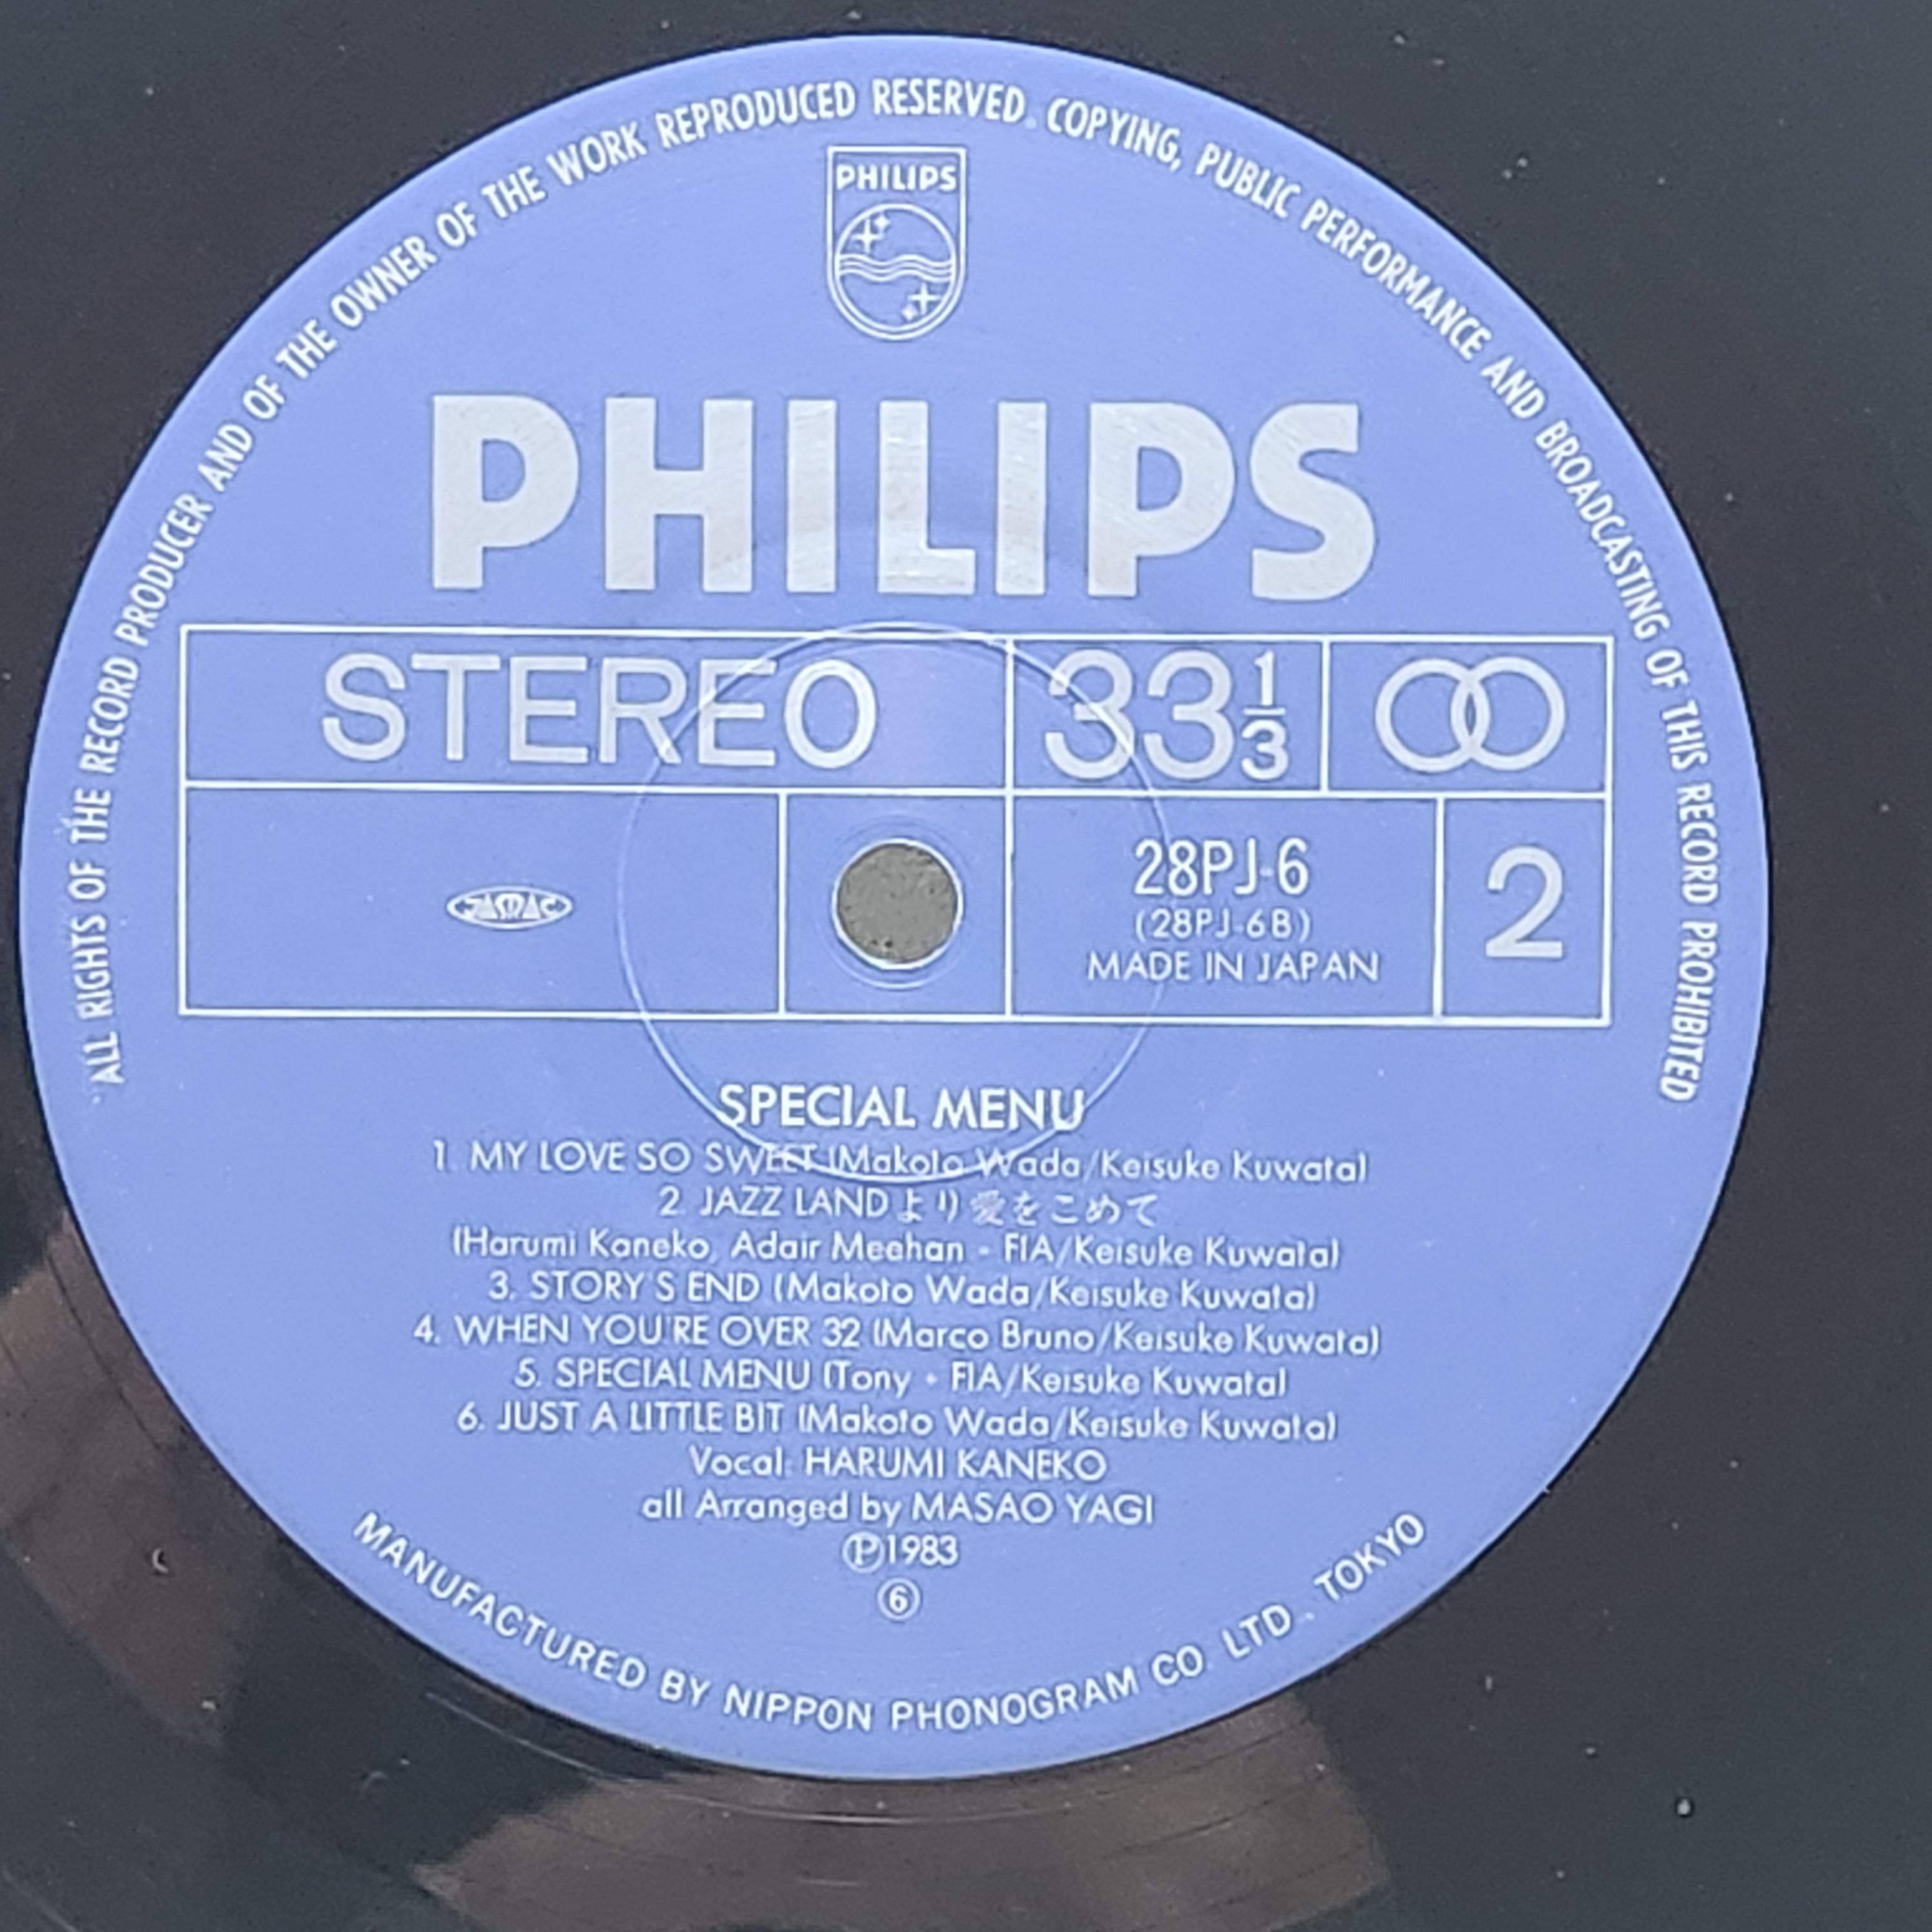 ALL RIGHTS OF THE RECORD PRODUCER AND OF THE OWNER OF THE WORK REPRODUCED RESERVED. COPYING, PUBLIC PERFORMANCE AND BROADCASTING OF THIS RECORD PROHIBITED
PHILIPS
PHILIPS
STEREO 33 1/3
JASRAC
28PJ-6
(28PJ-6B)
MADE IN JAPAN
2
SPECIAL MENU
1. MY LOVE SO SWEET (Makoto Wada/Keisuke Kuwata)
2. JAZZ LANDより愛をこめて
(Harumi Kaneko, Adair Meehan - FIA/Keisuke Kuwata)
3. STORY'S END (Makoto Wada/Keisuke Kuwata)
4. WHEN YOU'RE OVER 32 (Marco Bruno/Keisuke Kuwata)
5. SPECIAL MENU (Tony • FIA/Keisuke Kuwata)
6. JUST A LITTLE BIT (Makoto Wada/Keisuke Kuwata)
Vocal: HARUMI KANEKO
all Arranged by MASAO YAGI
Ⓟ1983
⑥
MANUFACTURED BY NIPPON PHONOGRAM CO. LTD., TOKYO